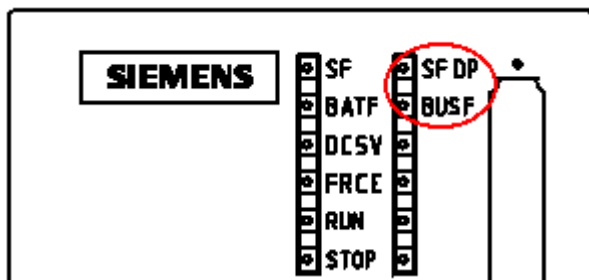 SIEMENS
SF
SF DP
BATF
BUSF
DC5V
FRCE
RUN
STOP